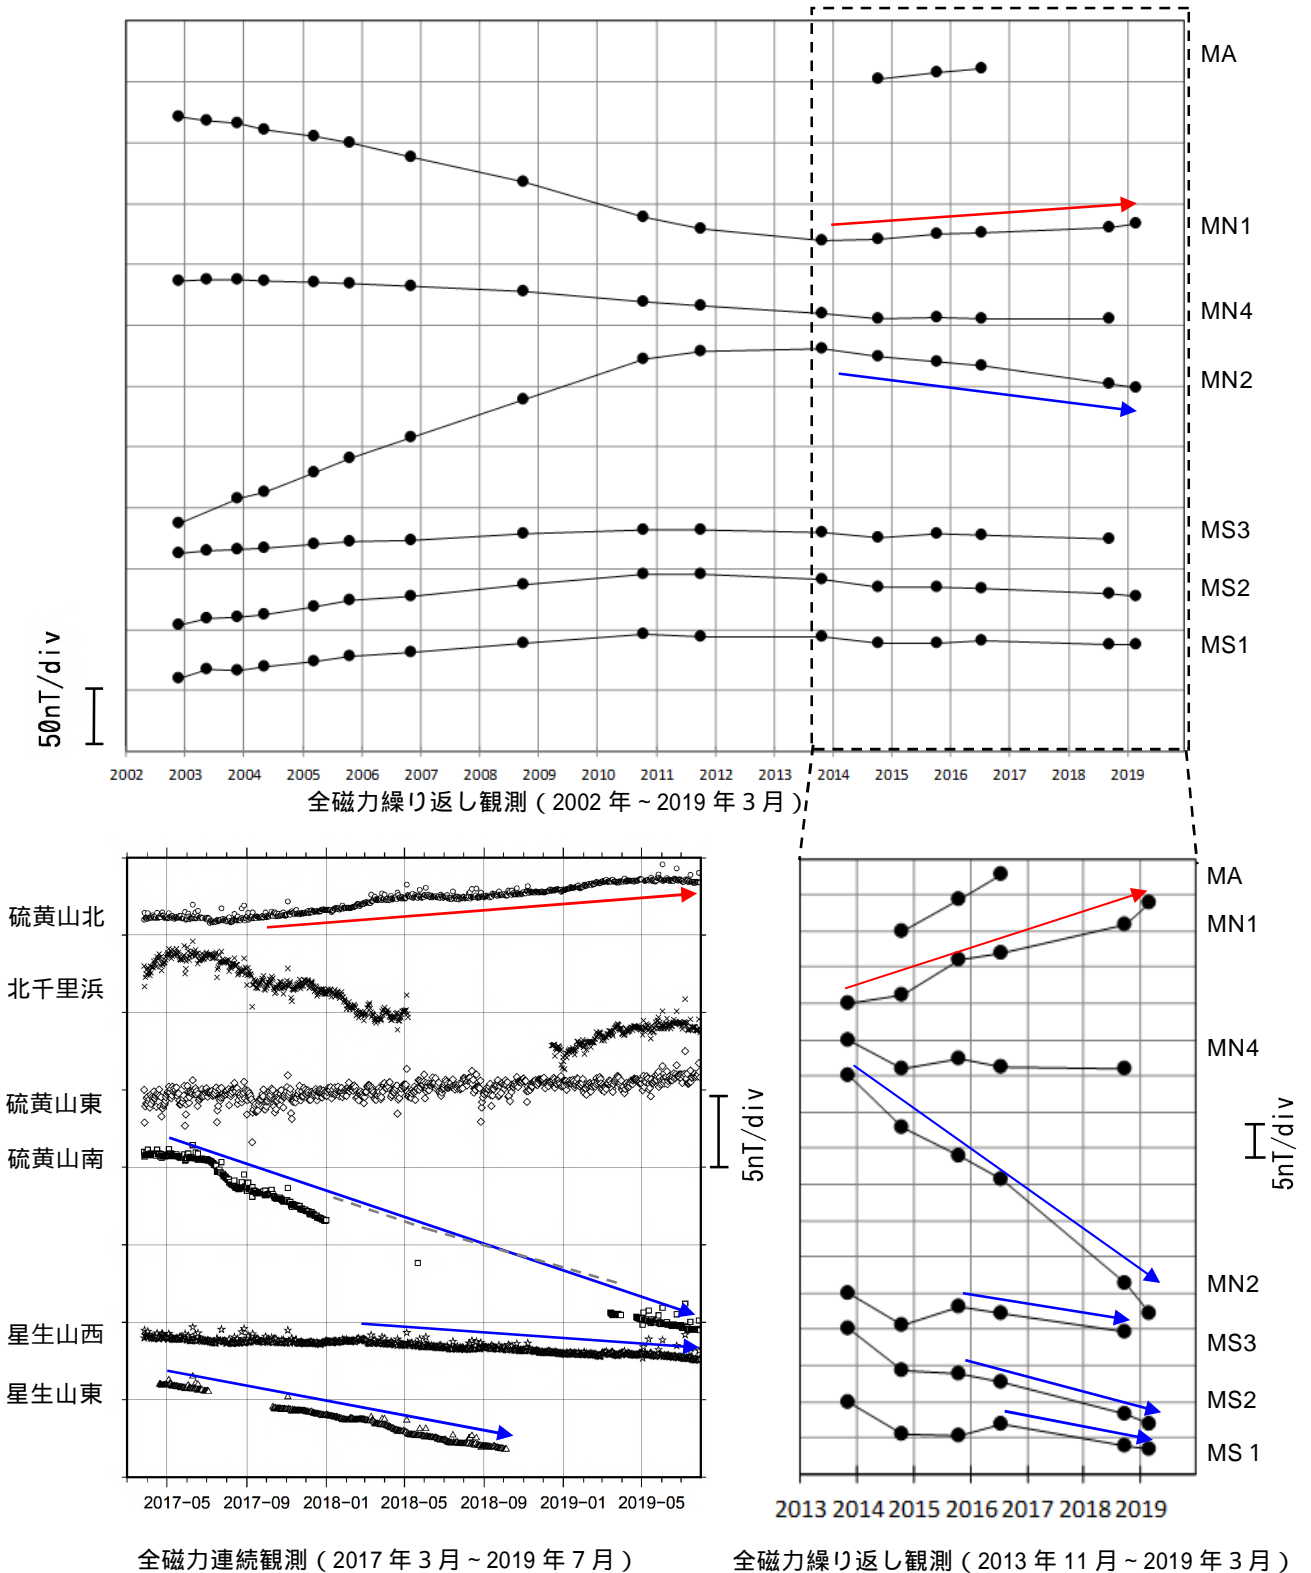 MA
MN1
MN4
MN2
MS3
MS2
MS1
50nT/div
2002 2003 2004 2005 2006 2007 2008 2009 2010 2011 2012 2013 2014 2015 2016 2017 2018 2019
全磁力繰り返し観測（2002 年～2019 年 3 月）
硫黄山北
北千里浜
硫黄山東
硫黄山南
星生山西
星生山東
5nT/div
2017-05 2017-09 2018-01 2018-05 2018-09 2019-01 2019-05
全磁力連続観測（2017 年 3 月～2019 年 7 月）
MA
MN1
MN4
MN2
MS3
MS2
MS 1
5nT/div
2013 2014 2015 2016 2017 2018 2019
全磁力繰り返し観測（2013 年 11 月～2019 年 3 月）